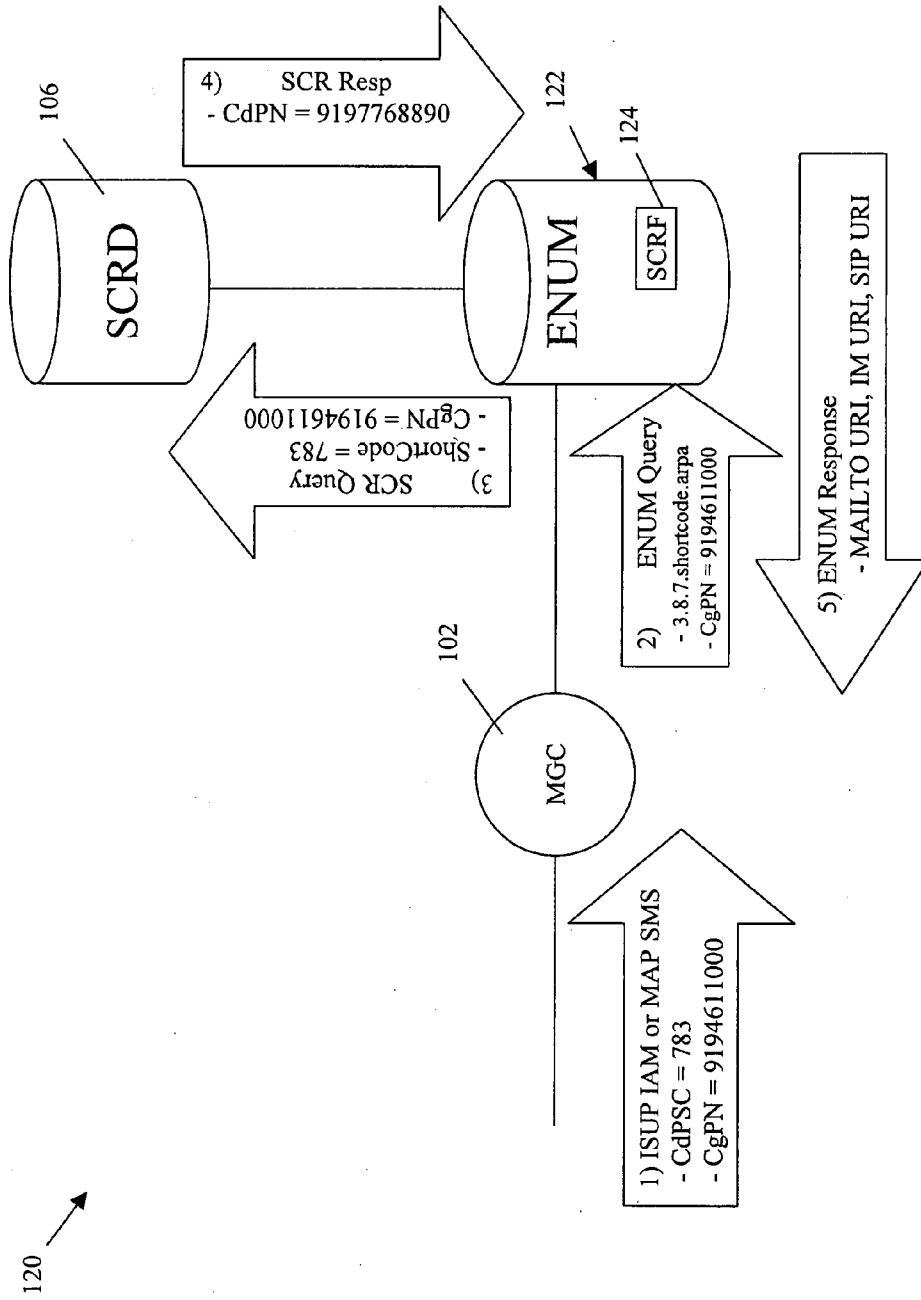 120
SCRD
106
4) SCR Resp
- CdPN = 9197768890
3) SCR Query
- ShortCode = 783
- CgPN = 9194611000
ENUM
122
SCRF
124
MGC
102
2) ENUM Query
- 3.8.7.shortcode.arpa
- CgPN = 9194611000
1) ISUP IAM or MAP SMS
- CdPSC = 783
- CgPN = 9194611000
5) ENUM Response
- MAILTO URI, IM URI, SIP URI